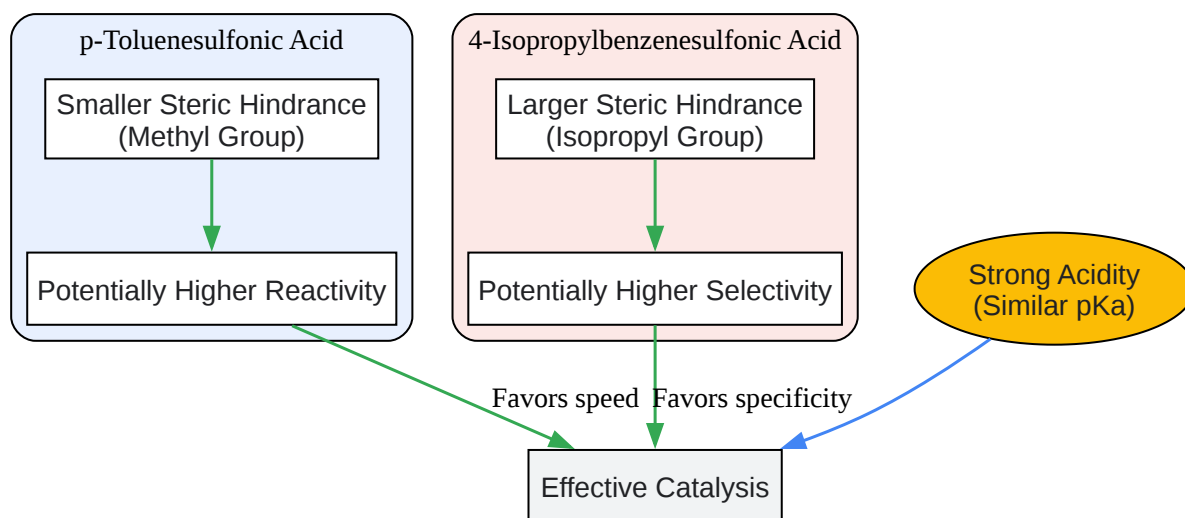 p-Toluenesulfonic Acid
Smaller Steric Hindrance
(Methyl Group)
Potentially Higher Reactivity
4-Isopropylbenzenesulfonic Acid
Larger Steric Hindrance
(Isopropyl Group)
Potentially Higher Selectivity
Strong Acidity
(Similar pKa)
Favors speed
Favors specificity
Effective Catalysis